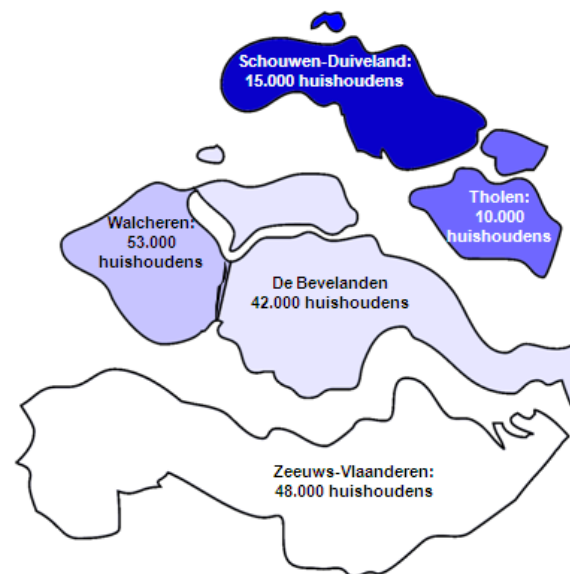 Schouwen-Duiveland:
15.000 huishoudens
Tholen:
10.000
huishoudens
Walcheren:
53.000
huishoudens
De Bevelanden
42.000 huishoudens
Zeeuws-Vlaanderen:
48.000 huishoudens